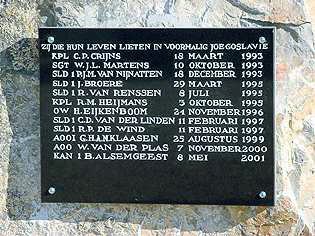 ZIJ DIE HUN LEVEN LIETEN IN VOORMALIG JOEGOSLAVIE
KPL C.P. CRIJNS 18 MAART 1993
SGT W.J.L. MARTENS 10 OKTOBER 1993
SLD 1 P.J.M. VAN NIJNATTEN 18 DECEMBER 1993
SLD 1 J. BROERE 29 MAART 1995
SLD 1 R. VAN RENSSEN 8 JULI 1995
KPL R.M. HEIJMANS 3 OKTOBER 1995
OW B. EIJKENBOOM 24 NOVEMBER 1996
SLD 1 C.D. VAN DER LINDEN 11 FEBRUARI 1997
SLD 1 R.P. DE WIND 11 FEBRUARI 1997
AOOI G. HANKLAASEN 25 AUGUSTUS 1999
AOO W. VAN DER PLAS 7 NOVEMBER 2000
KAN 1 B. ALSEMGEEST 8 MEI 2001